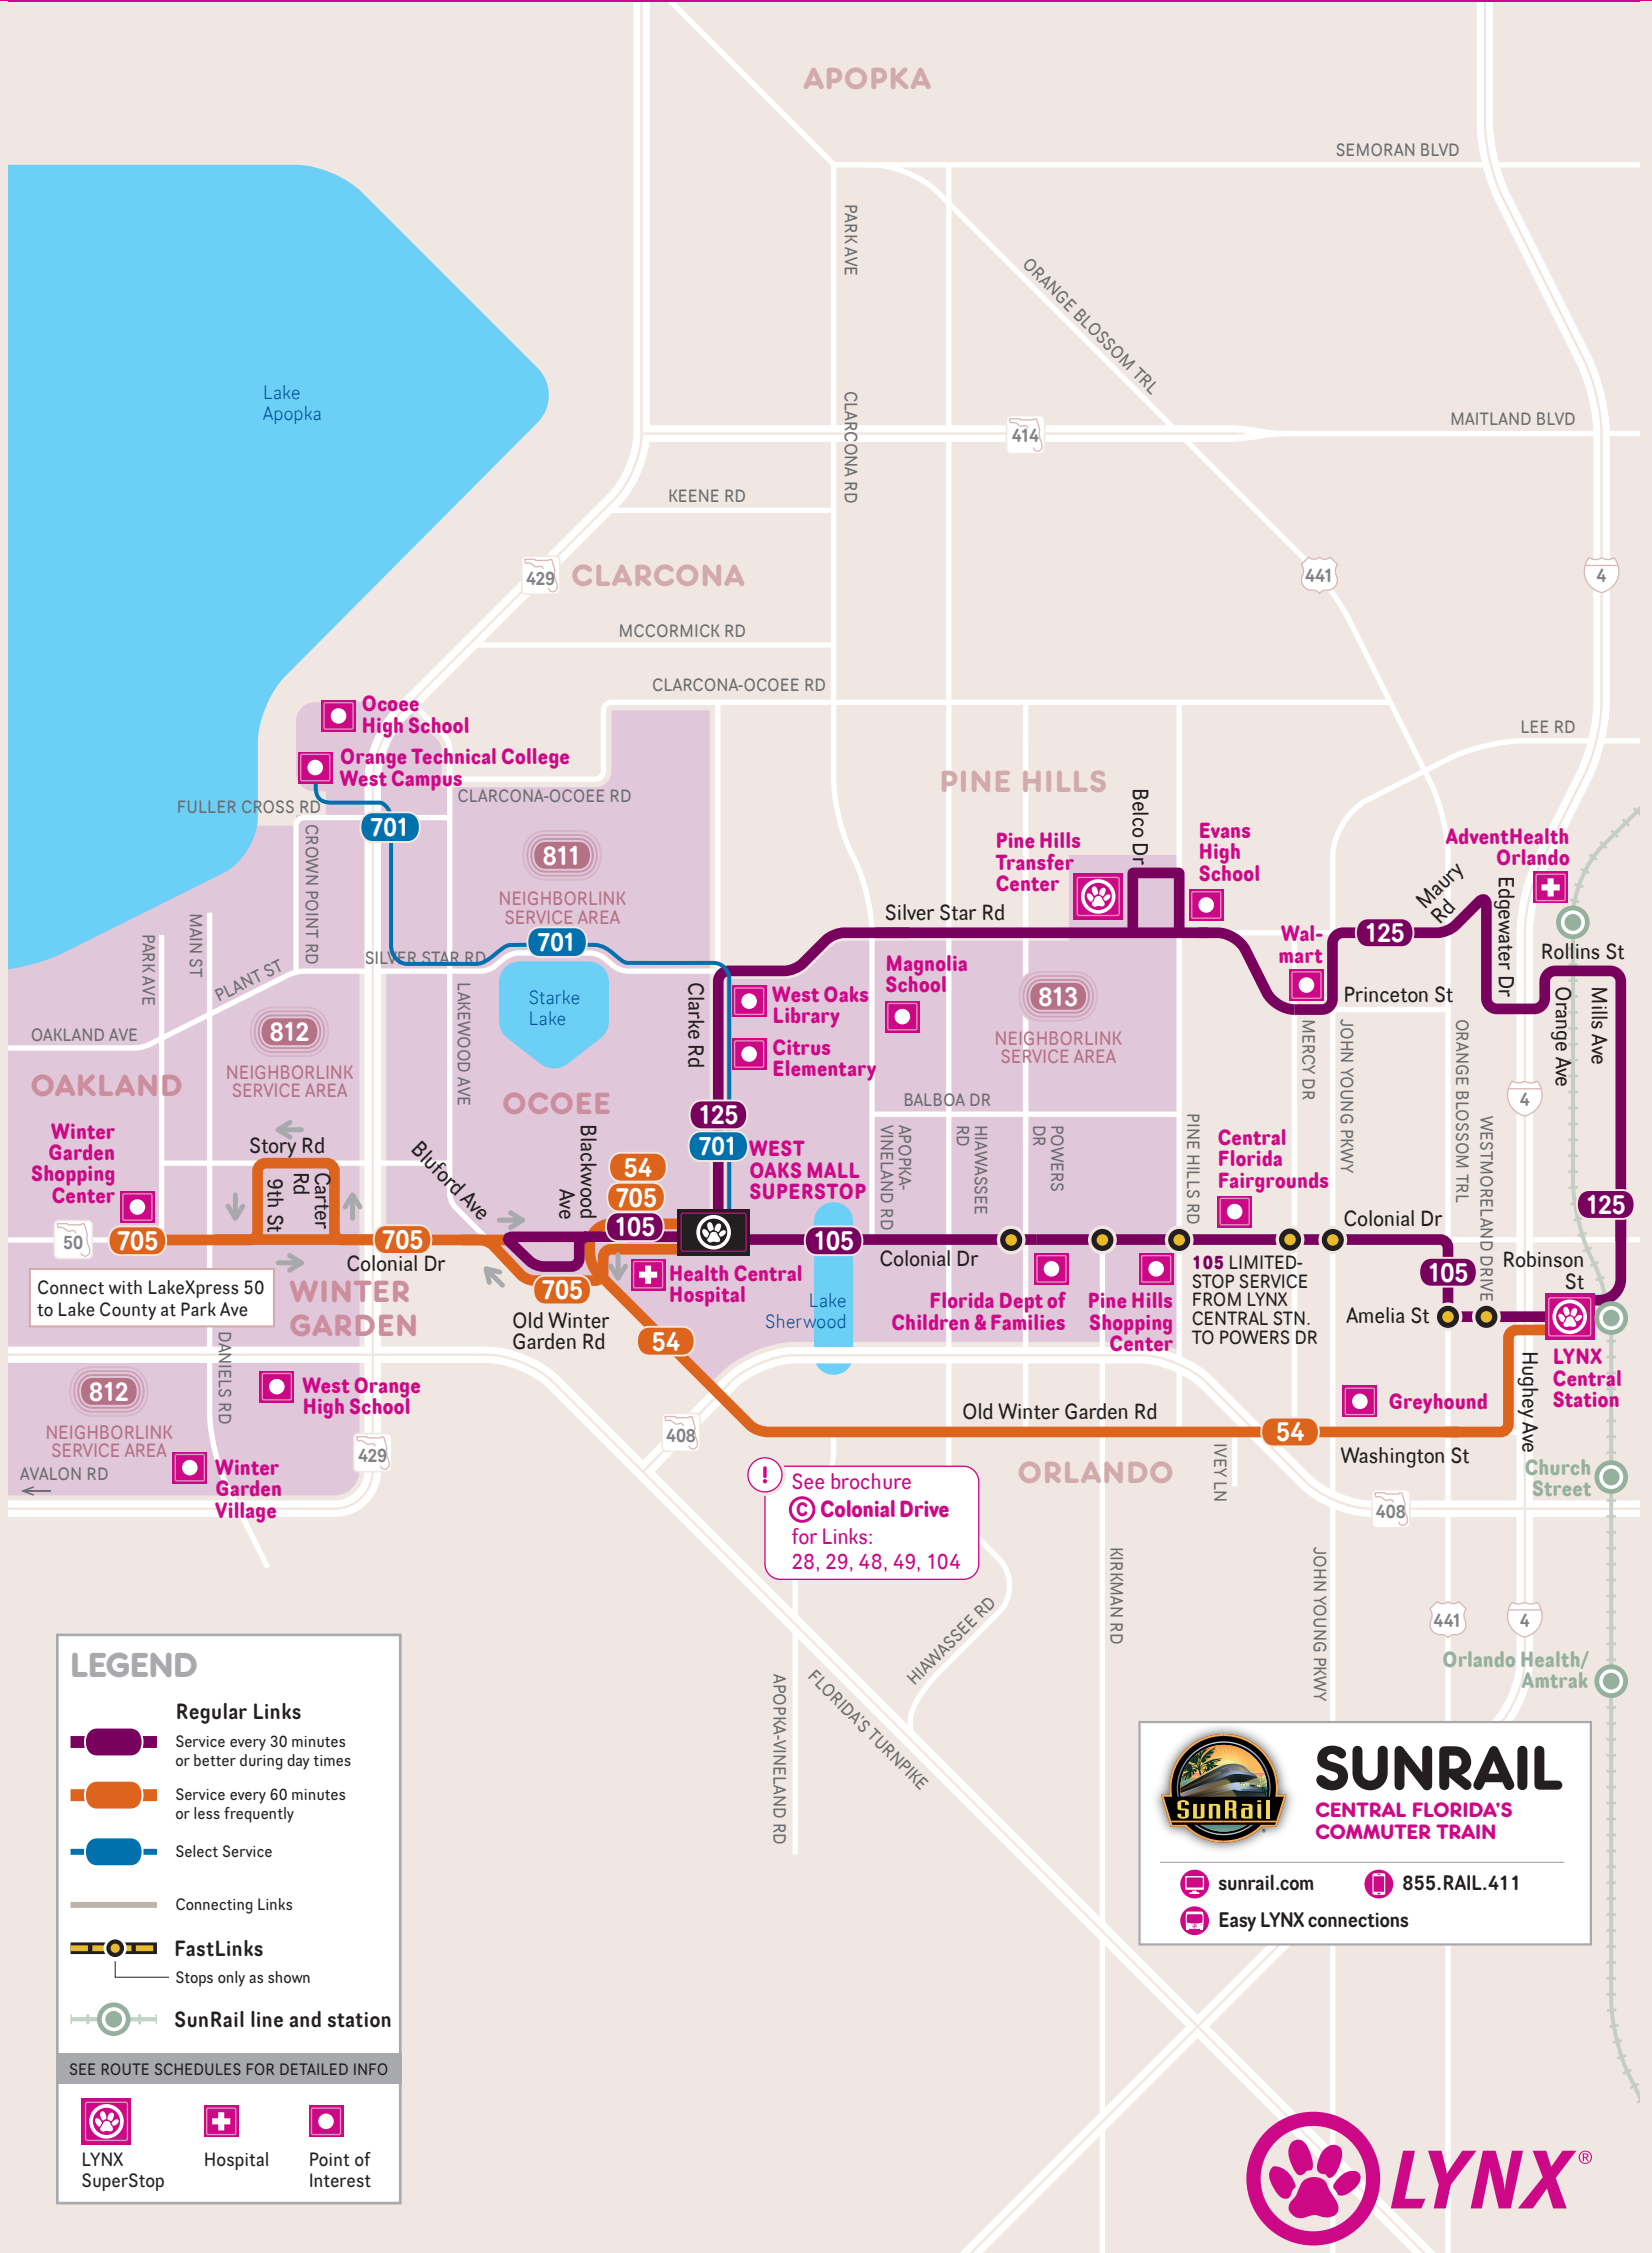 APOPKA
SEMORAN BLVD
PARK AVE
ORANGE BLOSSOM TRL
Lake
Apopka
CLARCONA RD
414
MAITLAND BLVD
KEENE RD
429
CLARCONA
441
4
MCCORMICK RD
CLARCONA-OCOEE RD
Ocoee
High School
LEE RD
Orange Technical College
West Campus
PINE HILLS
CLARCONA-OCOEE RD
FULLER CROSS RD
701
CROWN POINT RD
811
NEIGHBORLINK
SERVICE AREA
Belco Dr
Pine Hills
Transfer
Center
Evans
High
School
AdventHealth
Orlando
Maury
Rd
Edgewater Dr
Silver Star Rd
MAIN ST
PARK AVE
PLANT ST
SILVER STAR RD
701
Wal-
mart
125
Rollins St
Magnolia
School
Starke
Lake
LAKEWOOD AVE
Clarke Rd
West Oaks
Library
813
NEIGHBORLINK
SERVICE AREA
Princeton St
Orange Ave
Mills Ave
OAKLAND AVE
812
NEIGHBORLINK
SERVICE AREA
Citrus
Elementary
MERCY DR
JOHN YOUNG PKWY
ORANGE BLOSSOM TRL
OAKLAND
OCOEE
BALBOA DR
4
125
701
WEST
OAKS MALL
SUPERSTOP
APOPKA-
VINELAND RD
HIAWASSEE
RD
POWERS
DR
PINE HILLS RD
WESTMORELAND DRIVE
Winter
Garden
Shopping
Center
Story Rd
9th St
Carter
Rd
Bluford Ave
Blackwood
Ave
54
705
105
Central
Florida
Fairgrounds
125
50
705
705
Colonial Dr
105
Colonial Dr
Colonial Dr
105
Robinson
St
Connect with LakeXpress 50
to Lake County at Park Ave
WINTER
GARDEN
705
Health Central
Hospital
Old Winter
Garden Rd
54
Lake
Sherwood
Florida Dept of
Children & Families
Pine Hills
Shopping
Center
105 LIMITED-
STOP SERVICE
FROM LYNX
CENTRAL STN.
TO POWERS DR
Amelia St
LYNX
Central
Station
Hughey Ave
DANIELS RD
812
NEIGHBORLINK
SERVICE AREA
West Orange
High School
Greyhound
Old Winter Garden Rd
54
Washington St
408
429
AVALON RD
Winter
Garden
Village
IVEY LN
ORLANDO
Church
Street
408
!
See brochure
C Colonial Drive
for Links:
28, 29, 48, 49, 104
KIRKMAN RD
JOHN YOUNG PKWY
HIAWASSEE RD
441
4
Orlando Health/
Amtrak
APOPKA-VINELAND RD
FLORIDA'S TURNPIKE
LEGEND
Regular Links
Service every 30 minutes
or better during day times
Service every 60 minutes
or less frequently
Select Service
Connecting Links
FastLinks
Stops only as shown
SunRail line and station
SEE ROUTE SCHEDULES FOR DETAILED INFO
LYNX
SuperStop
Hospital
Point of
Interest
SunRail
SUNRAIL
CENTRAL FLORIDA'S
COMMUTER TRAIN
sunrail.com
855.RAIL.411
Easy LYNX connections
LYNX®